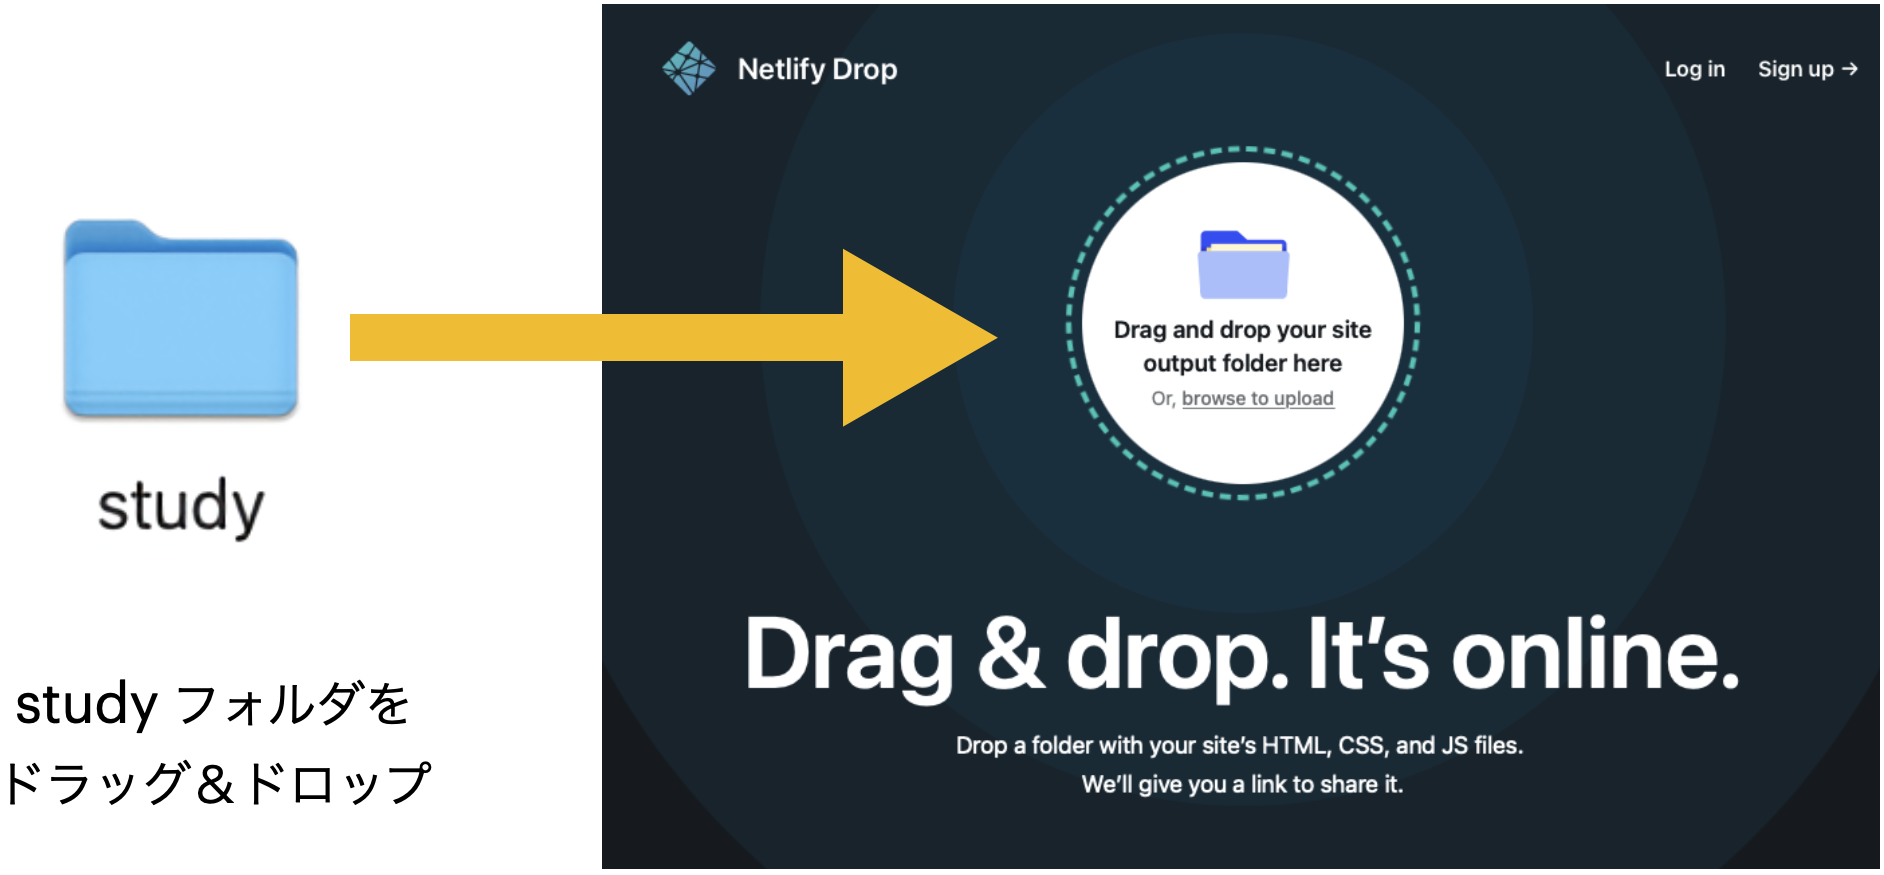 study
study フォルダを
ドラッグ＆ドロップ
Netlify Drop
Log in
Sign up →
Drag and drop your site
output folder here
Or, browse to upload
Drag & drop. It’s online.
Drop a folder with your site’s HTML, CSS, and JS files.
We’ll give you a link to share it.